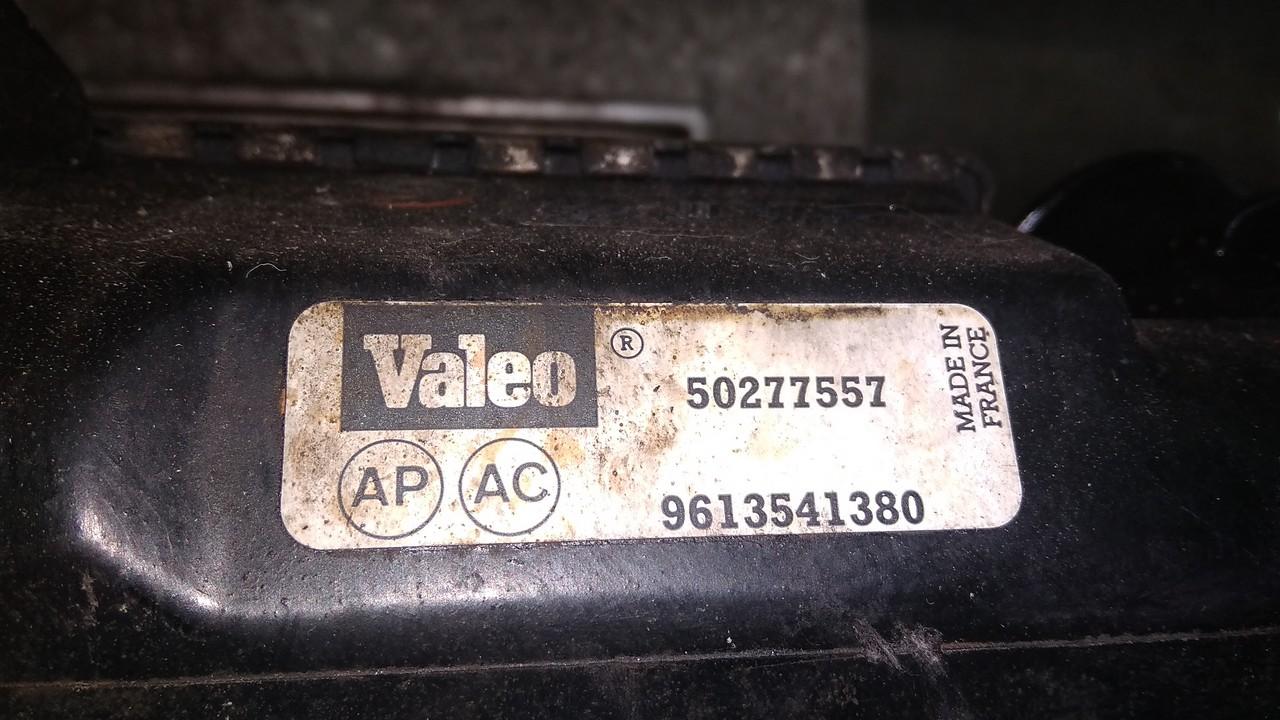 Valeo ®
50277557
AP AC
9613541380
MADE IN
FRANCE